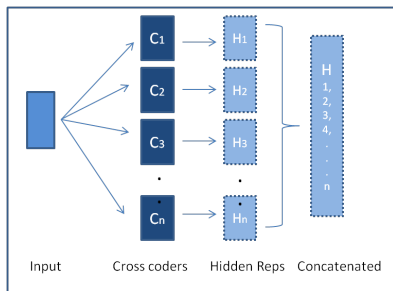 C1
H1
C2
H2
C3
H3
.
.
Cn
Hn
H
1,
2,
3,
4,
.
.
.
n
Input
Cross coders
Hidden Reps
Concatenated